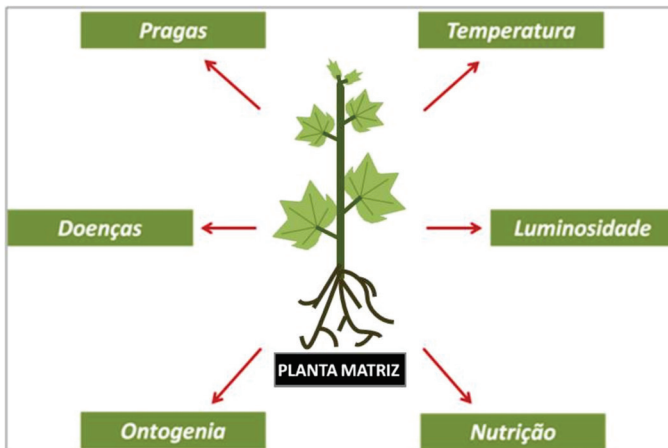 Pragas
Temperatura
Doenças
Luminosidade
PLANTA MATRIZ
Ontogenia
Nutrição